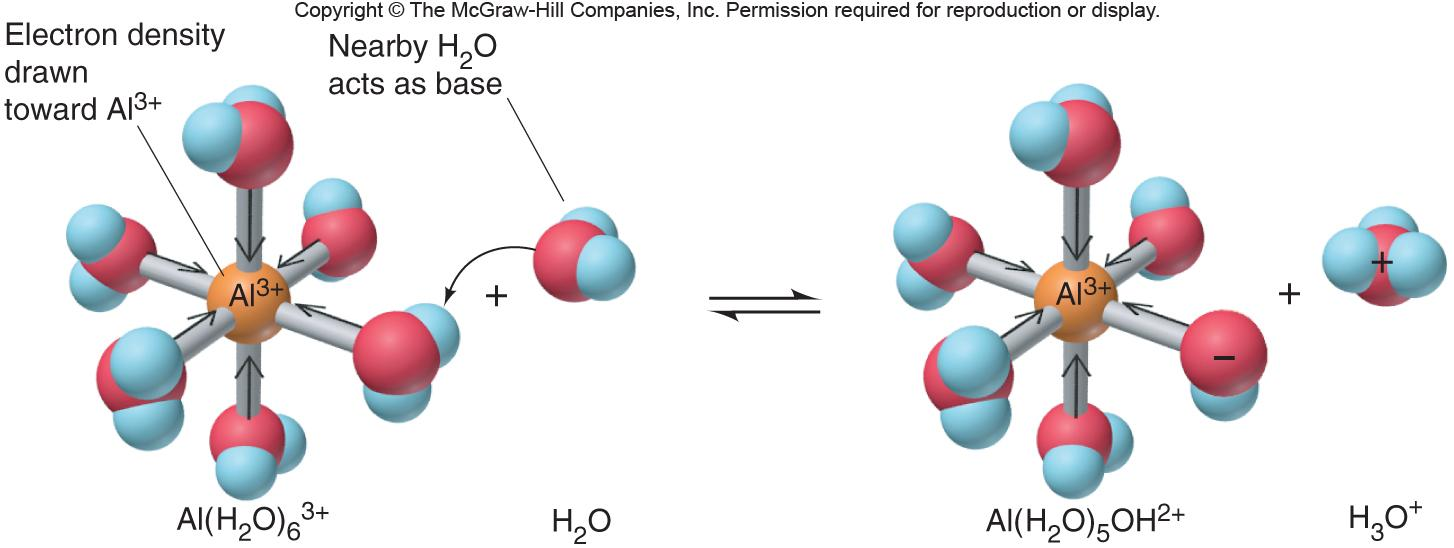 Copyright © The McGraw-Hill Companies, Inc. Permission required for reproduction or display.
Electron density
drawn
toward Al³⁺
Nearby H₂O
acts as base
Al³⁺
+
Al³⁺
−
+
+
Al(H₂O)₆³⁺
H₂O
Al(H₂O)₅OH²⁺
H₃O⁺